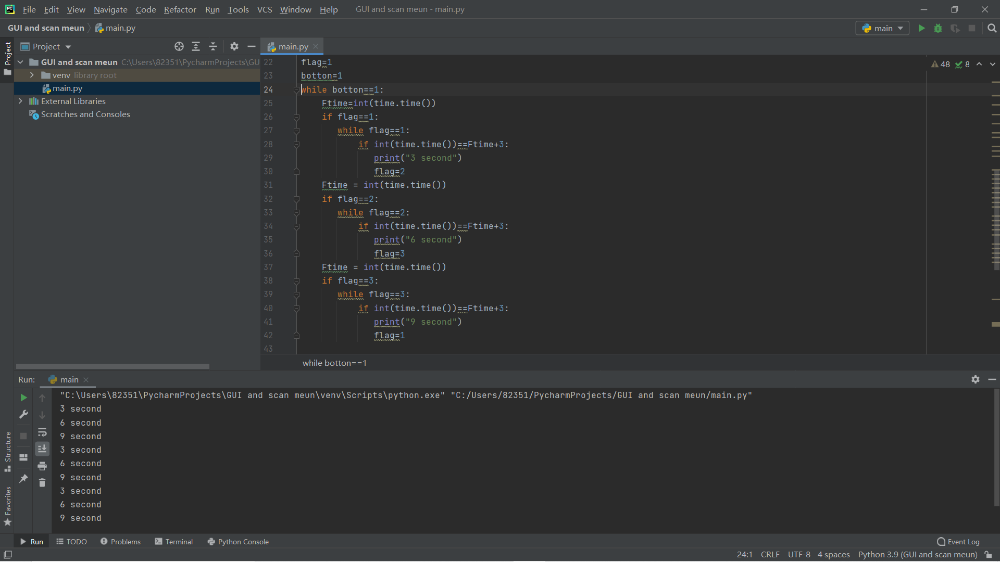 File Edit View Navigate Code Refactor Run Tools VCS Window Help GUI and scan meun - main.py
GUI and scan meun main.py main
Project
Project
main.py
GUI and scan meun C:\Users\82351\PycharmProjects\GU
venv library root
main.py
External Libraries
Scratches and Consoles
48 8
22 flag=1
23 botton=1
24 while botton==1:
25 Ftime=int(time.time())
26 if flag==1:
27 while flag==1:
28 if int(time.time())==Ftime+3:
29 print("3 second")
30 flag=2
31 Ftime = int(time.time())
32 if flag==2:
33 while flag==2:
34 if int(time.time())==Ftime+3:
35 print("6 second")
36 flag=3
37 Ftime = int(time.time())
38 if flag==3:
39 while flag==3:
40 if int(time.time())==Ftime+3:
41 print("9 second")
42 flag=1
43
while botton==1
Run: main
"C:\Users\82351\PycharmProjects\GUI and scan meun\venv\Scripts\python.exe" "C:/Users/82351/PycharmProjects/GUI and scan meun/main.py"
3 second
6 second
9 second
3 second
6 second
9 second
3 second
6 second
9 second
Structure
Favorites
Run TODO Problems Terminal Python Console Event Log
24:1 CRLF UTF-8 4 spaces Python 3.9 (GUI and scan meun)